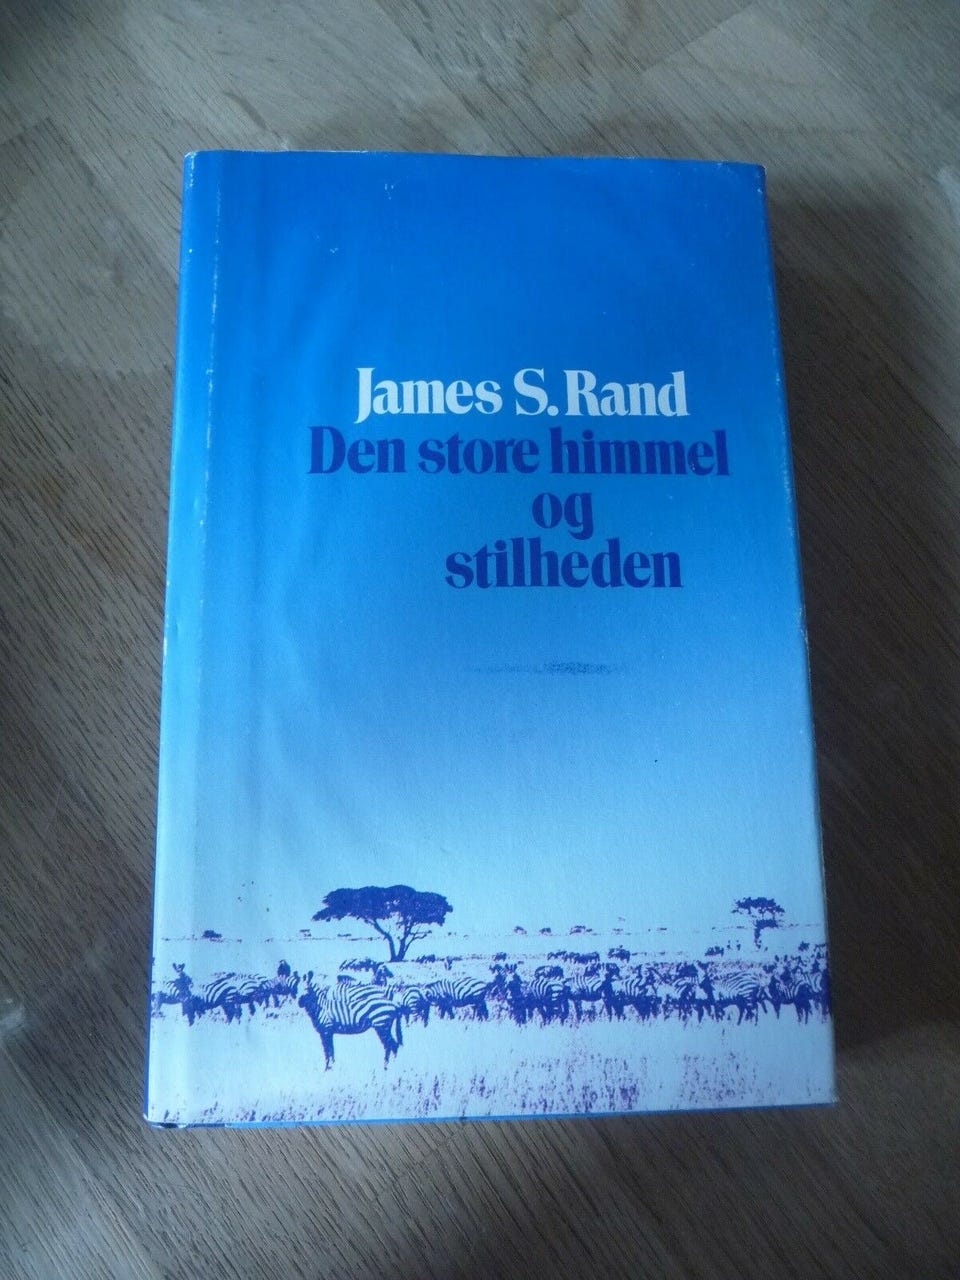 James S. Rand
Den store himmel
og
stilheden